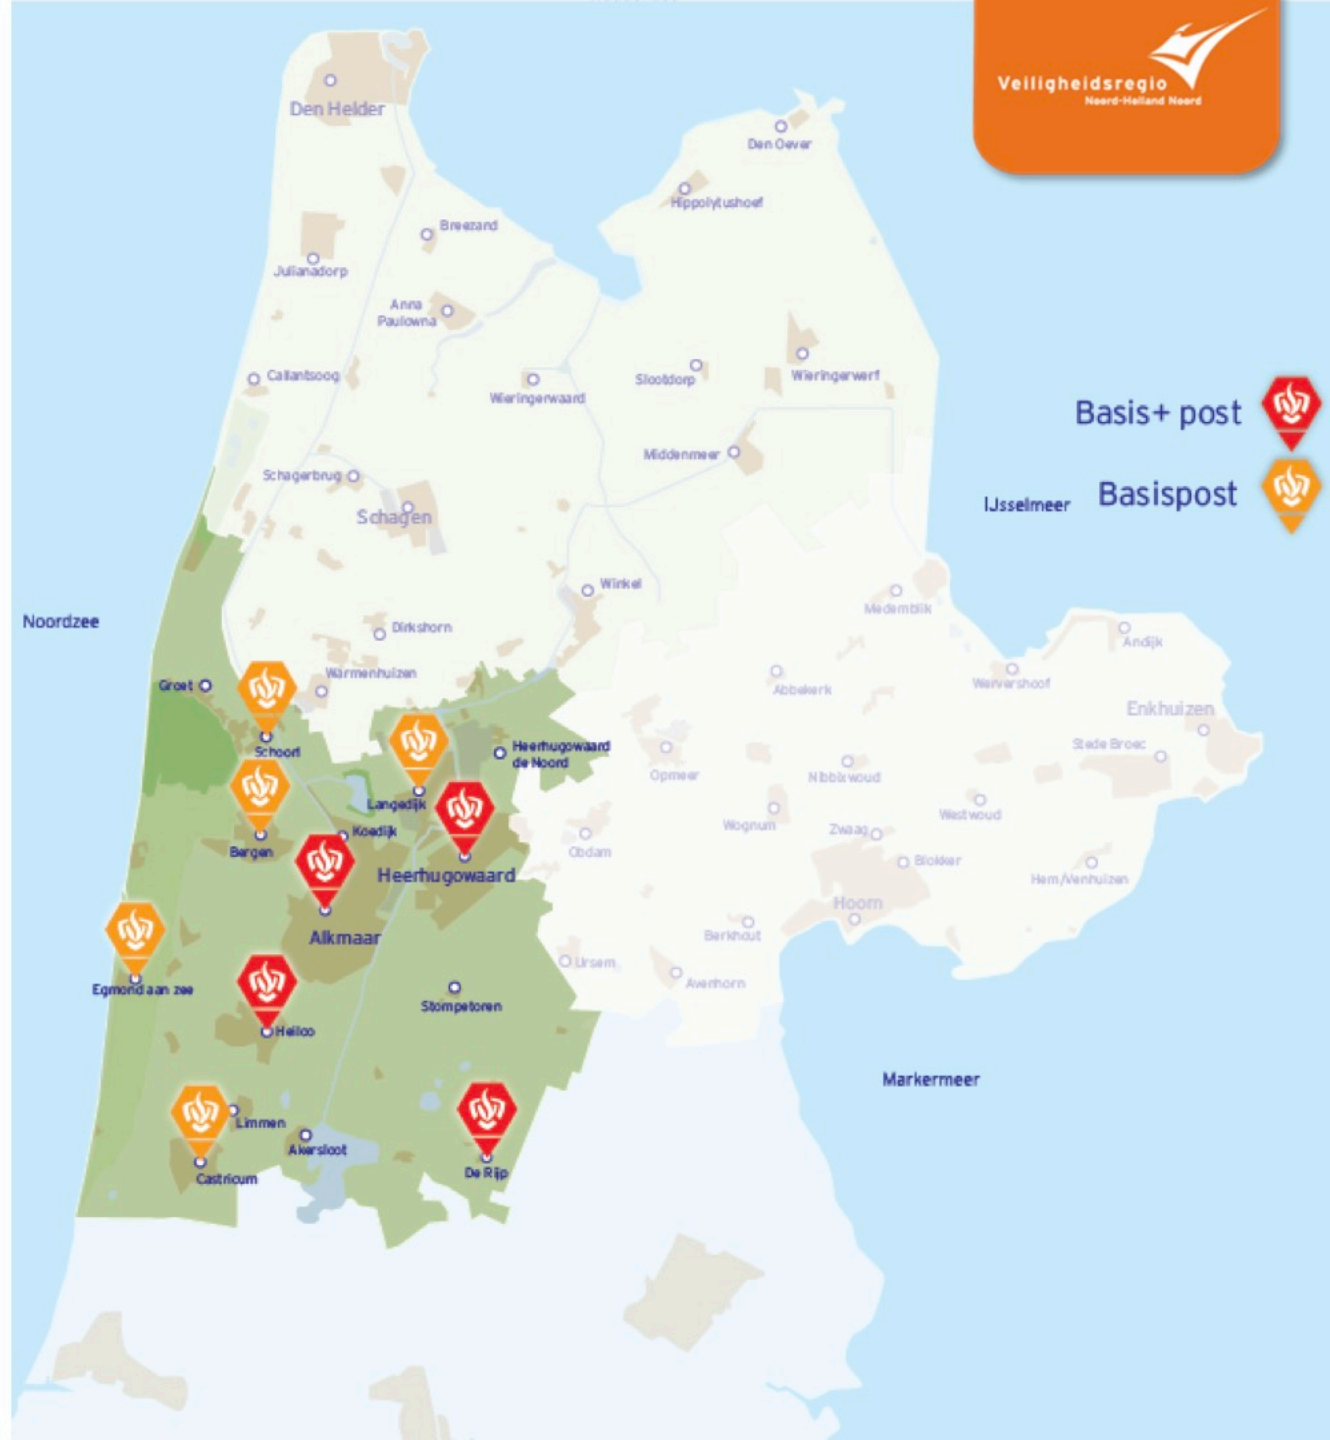 Veiligheidsregio
Noord-Holland Noord
Den Helder
Den Oever
Hippolytushoef
Breezand
Julianadorp
Anna
Paulowna
Callantsoog
Wieringerwaard
Slootdorp
Wieringerwerf
Basis+ post
Middenmeer
Schagerbrug
Schagen
IJsselmeer
Basispost
Winkel
Medemblik
Noordzee
Dirkshorn
Andijk
Warmenhuizen
Groet
Abbekerk
Wervershoof
Enkhuizen
Schoorl
Heerhugowaard
de Noord
Stede Broec
Opmeer
Nibbixwoud
Langedijk
Koedijk
Wognum
Zwaag
Westwoud
Bergen
Obdam
Blokker
Heerhugowaard
Hem/Venhuizen
Hoorn
Alkmaar
Berkhout
Ursem
Avenhorn
Egmond aan zee
Stompetoren
Heiloo
Markermeer
Limmen
Akersloot
Castricum
De Rijp